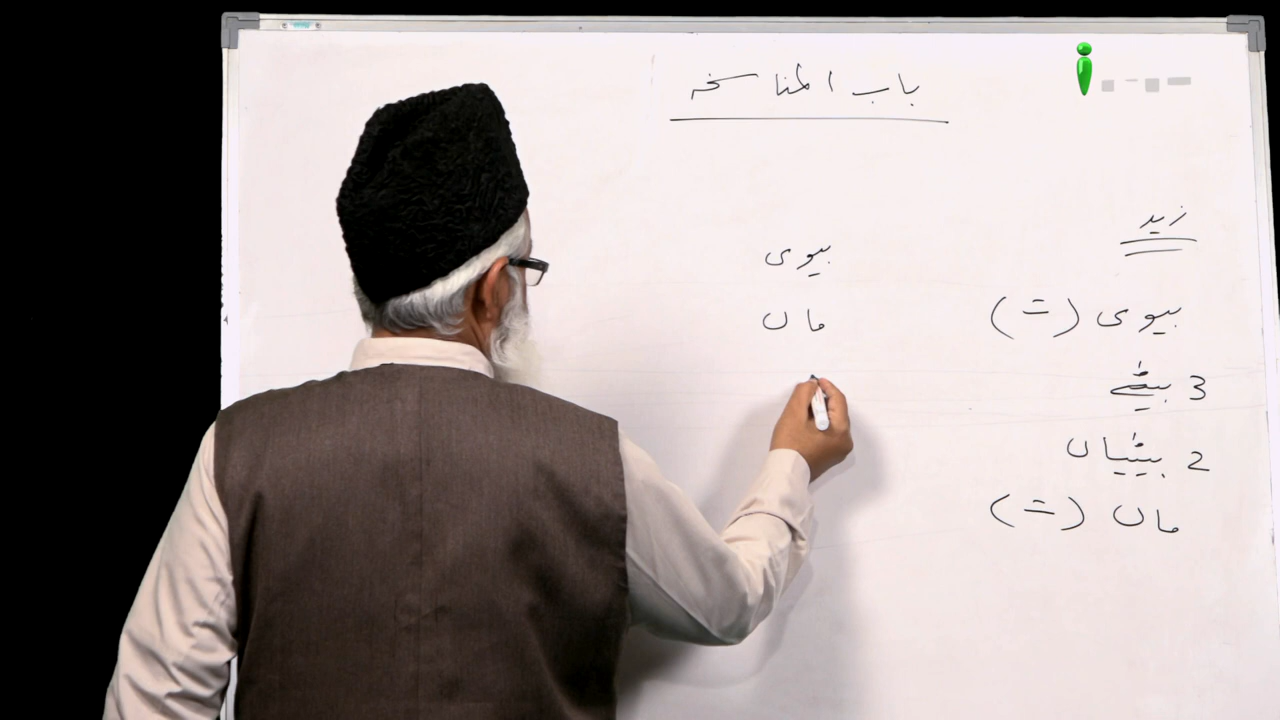 باب المناسخہ
زید
بیوی (ت)
3 بیٹے
2 بیٹیاں
ماں (ت)
بیوی
ماں